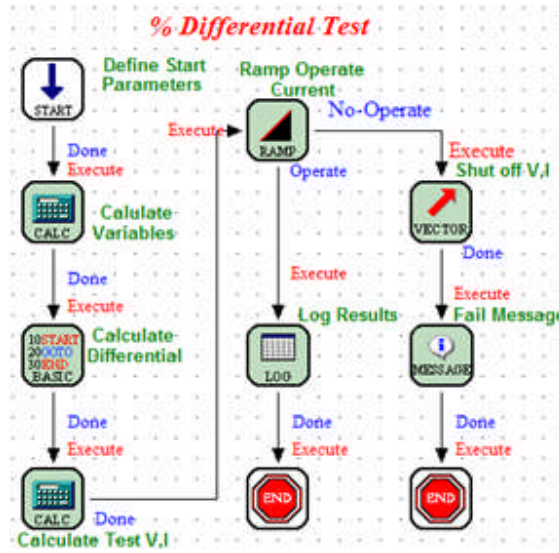 % Differential Test
Define Start
Parameters
START
Done
Execute
Calulate
Variables
CALC
Done
Execute
Calculate
Differential
10START
20GOTO
30END
BASIC
Done
Execute
CALC
Done
Calculate Test V,I
Ramp Operate
Current
Execute
RAMP
No-Operate
Operate
Execute
Log Results
LOG
Done
Execute
END
Execute
Shut off V,I
VECTOR
Done
Execute
Fail Message
MESSAGE
Done
Execute
END